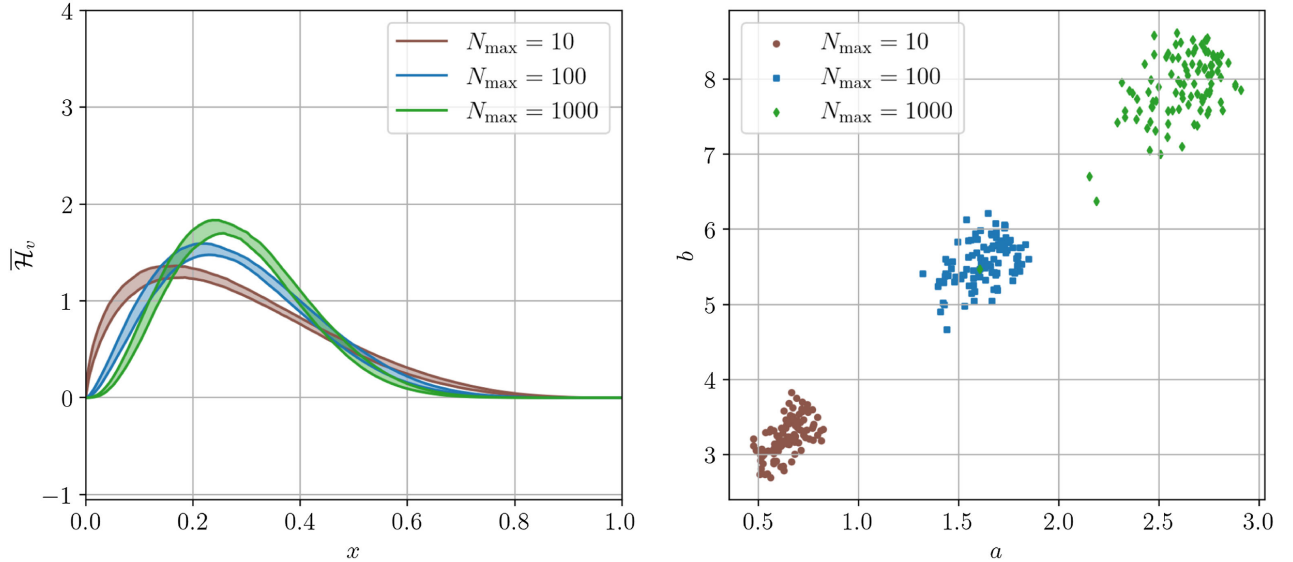 4
3
2
1
0
−1
0.0 0.2 0.4 0.6 0.8 1.0
x
$\overline{\mathcal{H}}_v$
N_max = 10
N_max = 100
N_max = 1000
8
7
6
5
4
3
0.5 1.0 1.5 2.0 2.5 3.0
a
b
N_max = 10
N_max = 100
N_max = 1000